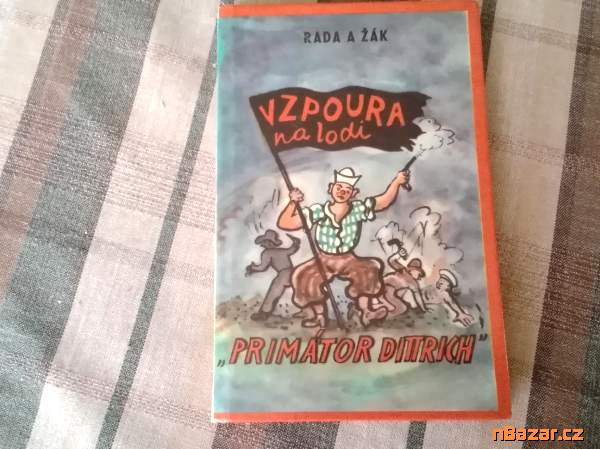 RADA A ŽÁK
VZPOURA
na lodi
„PRIMÁTOR DITTRICH"
nBazar.cz